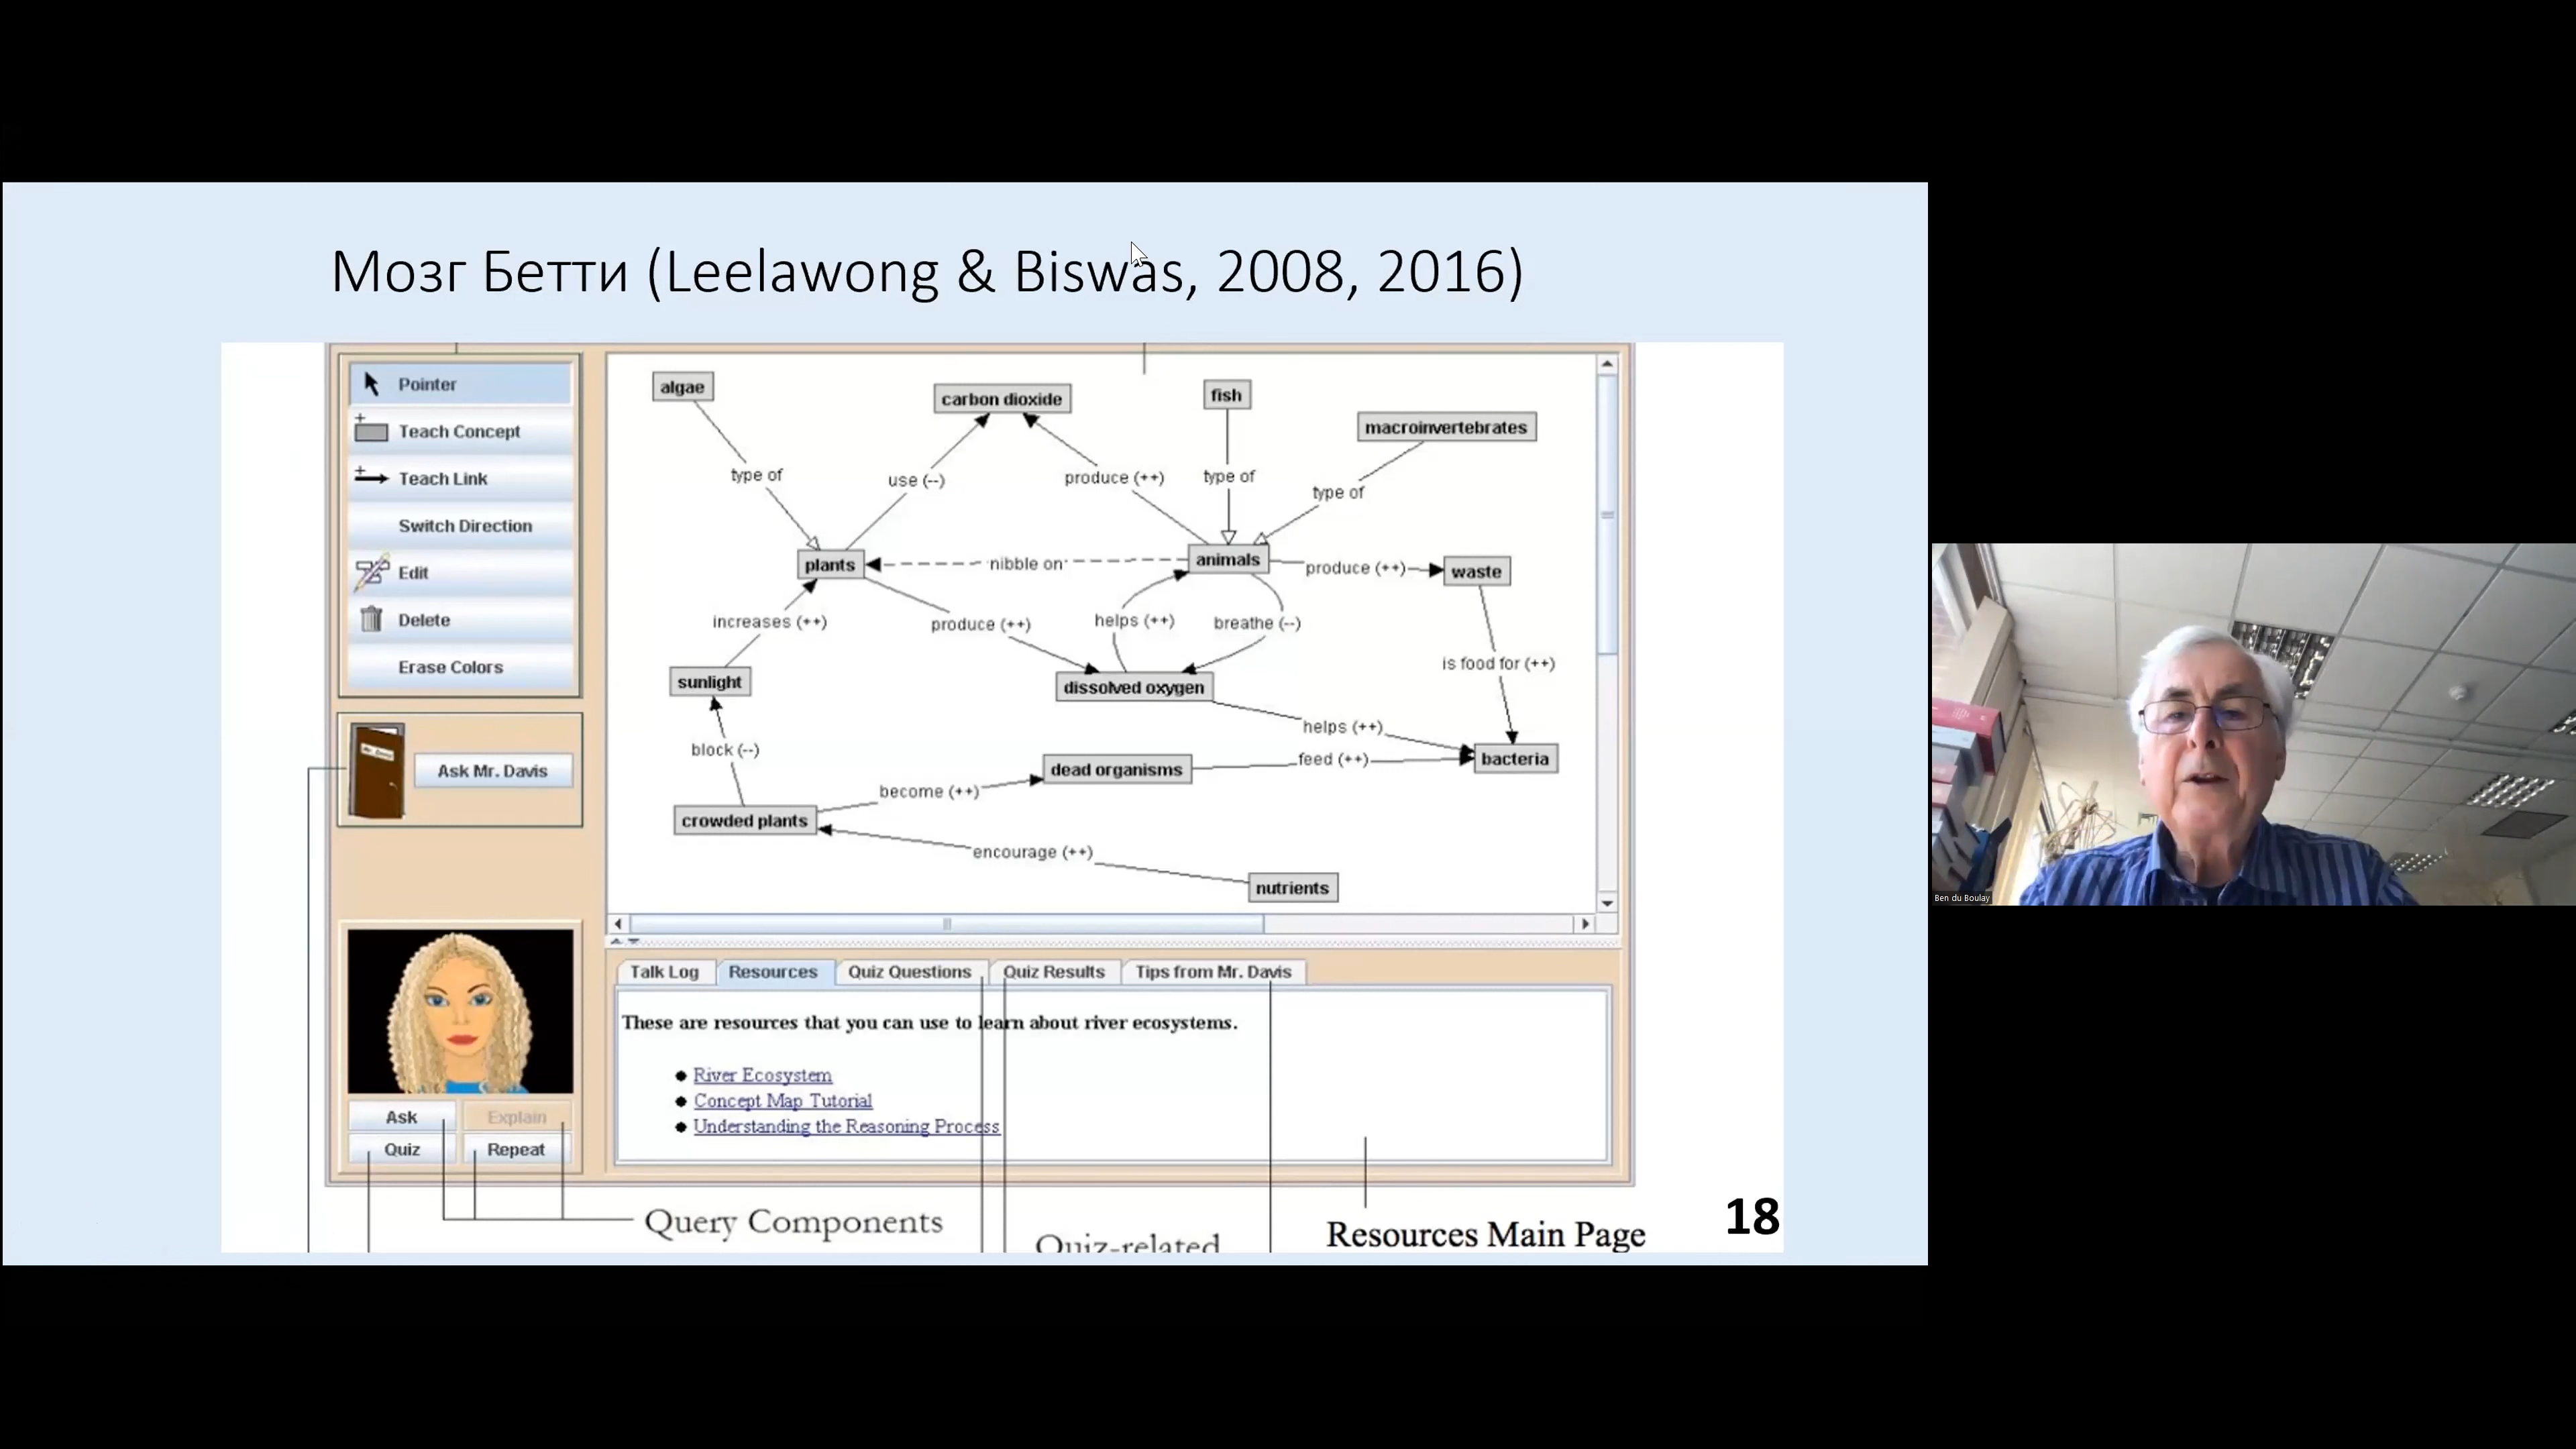 Мозг Бетти (Leelawong & Biswas, 2008, 2016)
Pointer
Teach Concept
Teach Link
Switch Direction
Edit
Delete
Erase Colors
Ask Mr. Davis
Ask
Explain
Quiz
Repeat
algae
carbon dioxide
fish
macroinvertebrates
type of
use (--)
produce (++)
type of
type of
plants
nibble on
animals
produce (++)
waste
increases (++)
produce (++)
helps (++)
breathe (--)
is food for (++)
sunlight
dissolved oxygen
helps (++)
block (--)
dead organisms
feed (++)
bacteria
become (++)
crowded plants
encourage (++)
nutrients
Talk Log
Resources
Quiz Questions
Quiz Results
Tips from Mr. Davis
These are resources that you can use to learn about river ecosystems.
River Ecosystem
Concept Map Tutorial
Understanding the Reasoning Process
Query Components
Quiz-related
Resources Main Page
18
Ben du Boulay